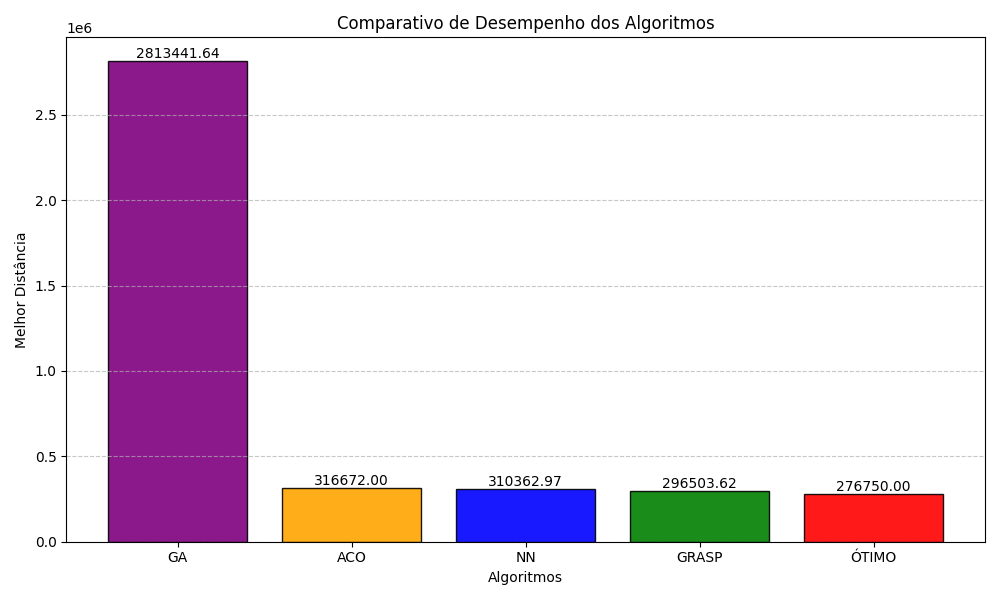 Comparativo de Desempenho dos Algoritmos
1e6
2813441.64
2.5
2.0
1.5
1.0
0.5
0.0
Melhor Distância
316672.00
310362.97
296503.62
276750.00
GA ACO NN GRASP ÓTIMO
Algoritmos